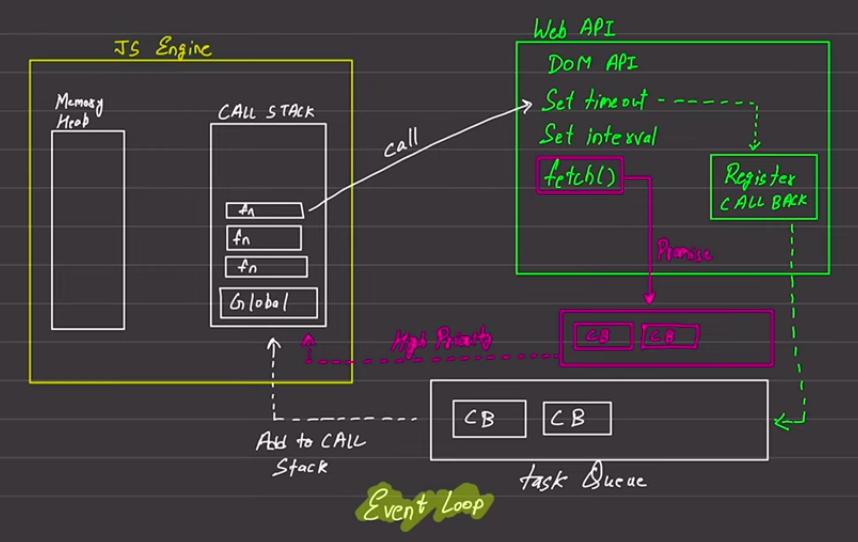 JS Engine
Memory
Heap
CALL STACK
fn
fn
fn
Global
call
Web API
DOM API
Set timeout
Set interval
fetch()
Register
CALL BACK
Promise
High Priority
CB CB
CB CB
Add to CALL
Stack
task Queue
Event Loop